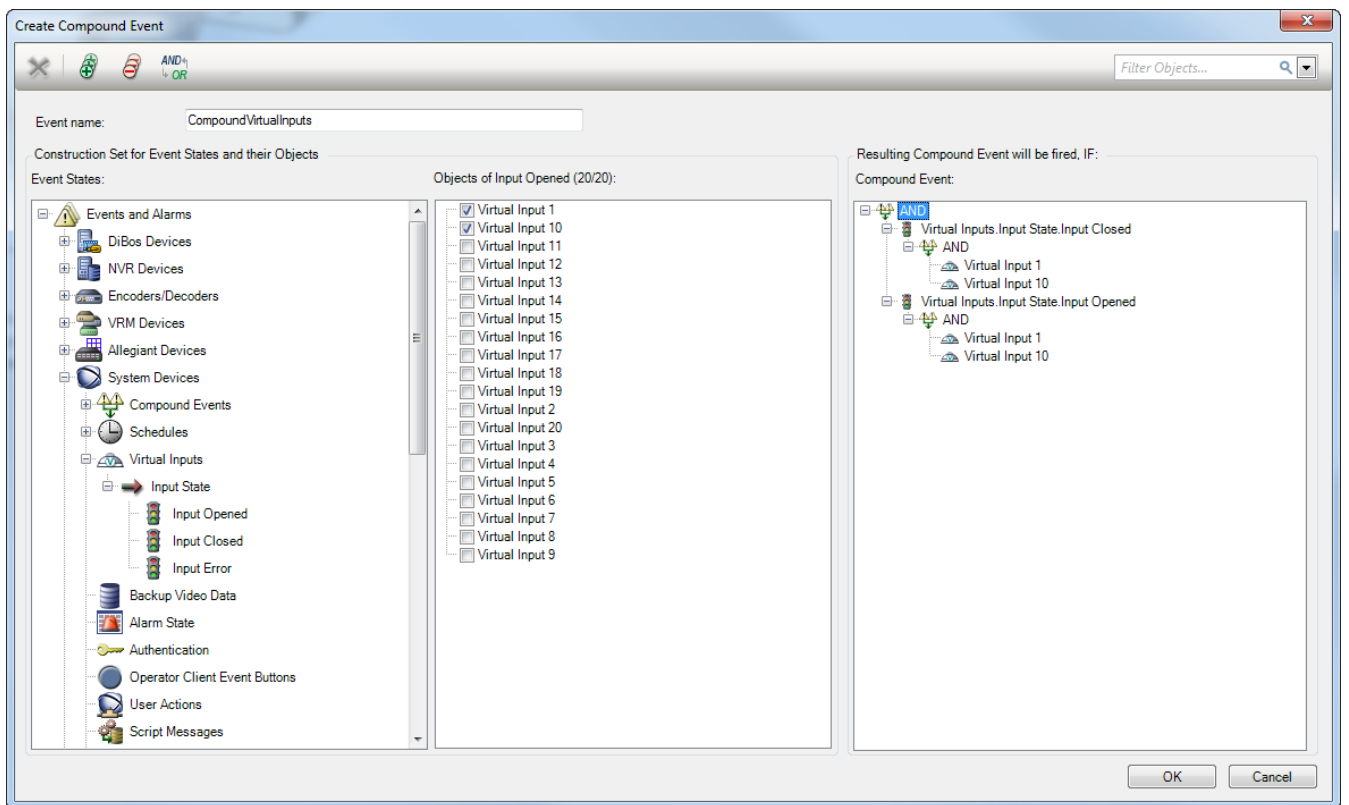 Create Compound Event
AND
OR
Filter Objects...
Event name:
CompoundVirtualInputs
Construction Set for Event States and their Objects
Event States:
Events and Alarms
DiBos Devices
NVR Devices
Encoders/Decoders
VRM Devices
Allegiant Devices
System Devices
Compound Events
Schedules
Virtual Inputs
Input State
Input Opened
Input Closed
Input Error
Backup Video Data
Alarm State
Authentication
Operator Client Event Buttons
User Actions
Script Messages
Objects of Input Opened (20/20):
Virtual Input 1
Virtual Input 10
Virtual Input 11
Virtual Input 12
Virtual Input 13
Virtual Input 14
Virtual Input 15
Virtual Input 16
Virtual Input 17
Virtual Input 18
Virtual Input 19
Virtual Input 2
Virtual Input 20
Virtual Input 3
Virtual Input 4
Virtual Input 5
Virtual Input 6
Virtual Input 7
Virtual Input 8
Virtual Input 9
Resulting Compound Event will be fired, IF:
Compound Event:
AND
Virtual Inputs.Input State.Input Closed
AND
Virtual Input 1
Virtual Input 10
Virtual Inputs.Input State.Input Opened
AND
Virtual Input 1
Virtual Input 10
OK
Cancel